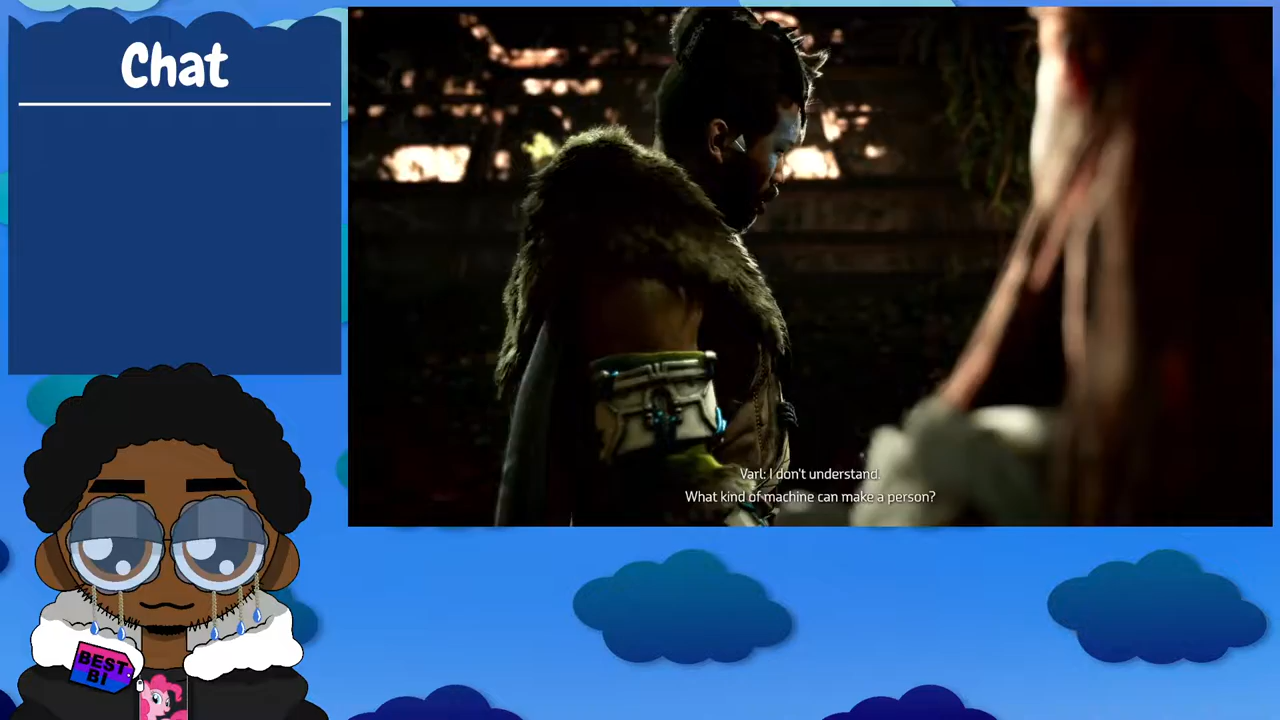 Chat
Varl: I don't understand.
What kind of machine can make a person?
BEST.
BI